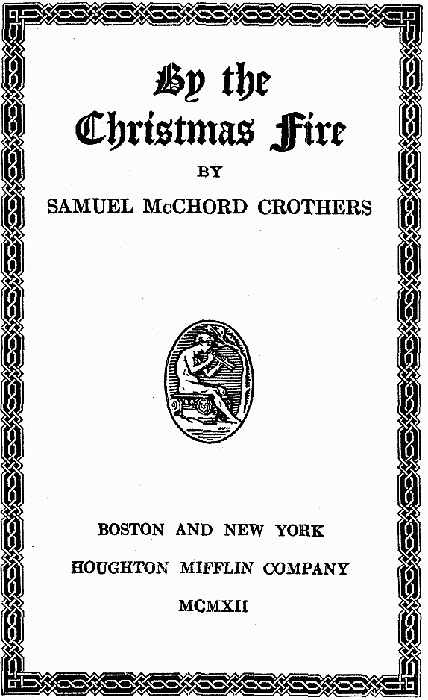 By the
Christmas Fire
BY
SAMUEL McCHORD CROTHERS
BOSTON AND NEW YORK
HOUGHTON MIFFLIN COMPANY
MCMXII